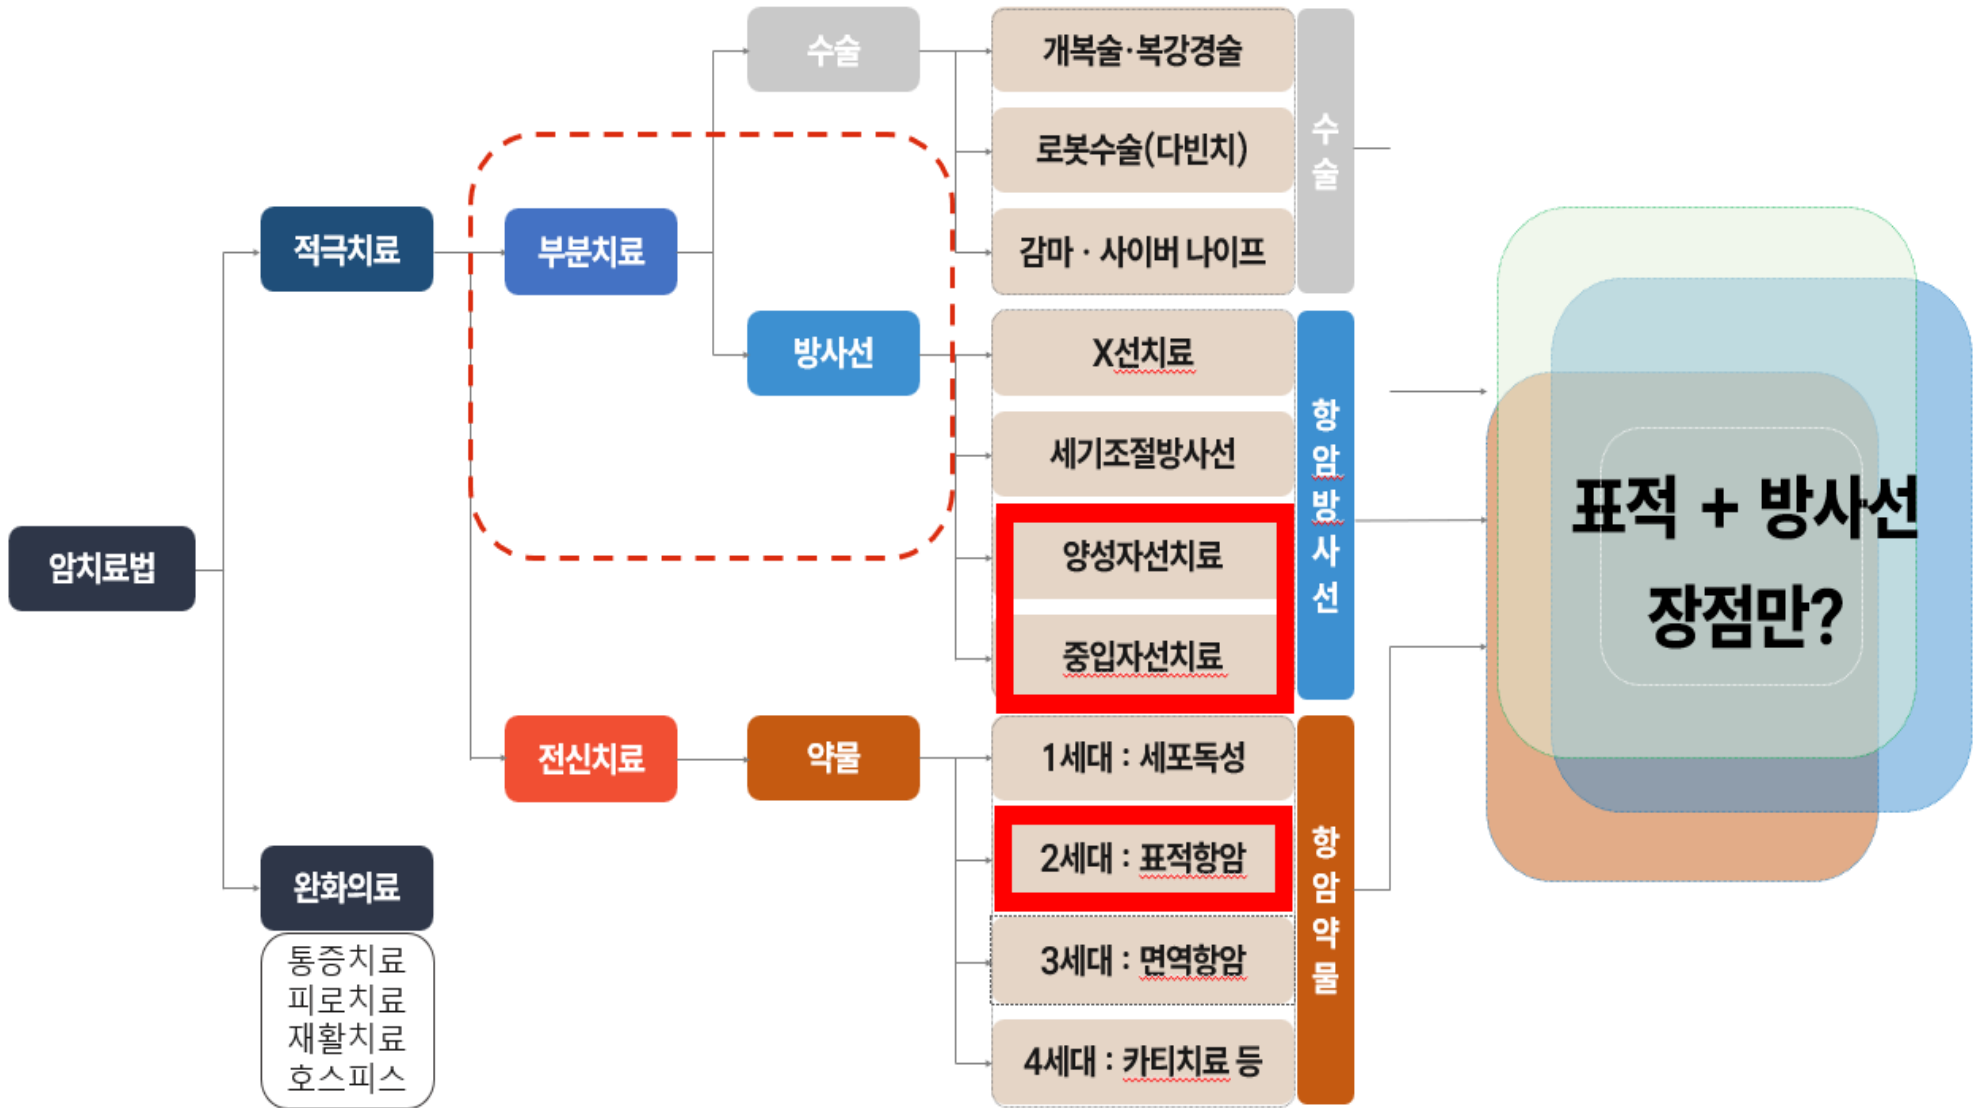 수술
개복술·복강경술
로봇수술(다빈치)
감마 · 사이버 나이프
수
술
적극치료
부분치료
방사선
X선치료
세기조절방사선
양성자선치료
중입자선치료
항
암
방
사
선
표적 + 방사선
장점만?
암치료법
전신치료
약물
1세대 : 세포독성
2세대 : 표적항암
3세대 : 면역항암
4세대 : 카티치료 등
항
암
약
물
완화의료
통증치료
피로치료
재활치료
호스피스